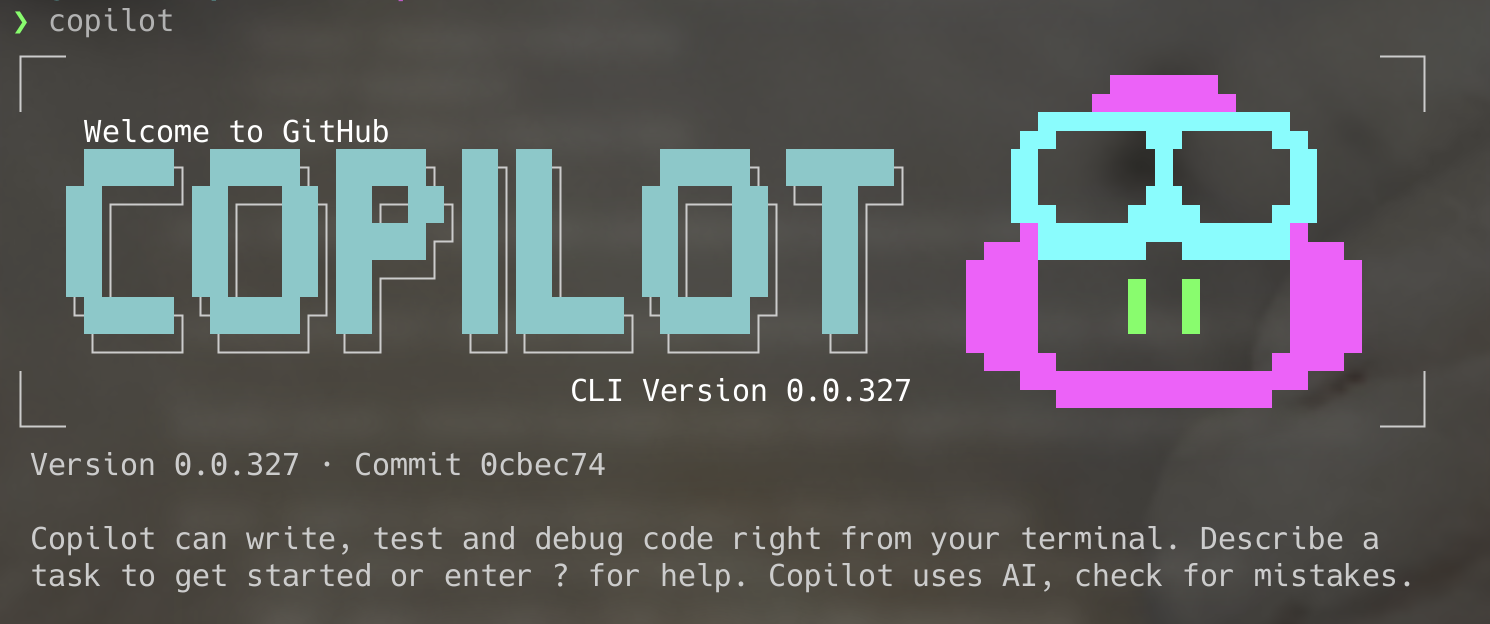 ❯ copilot
Welcome to GitHub
COPILOT
CLI Version 0.0.327
Version 0.0.327 · Commit 0cbec74
Copilot can write, test and debug code right from your terminal. Describe a
task to get started or enter ? for help. Copilot uses AI, check for mistakes.